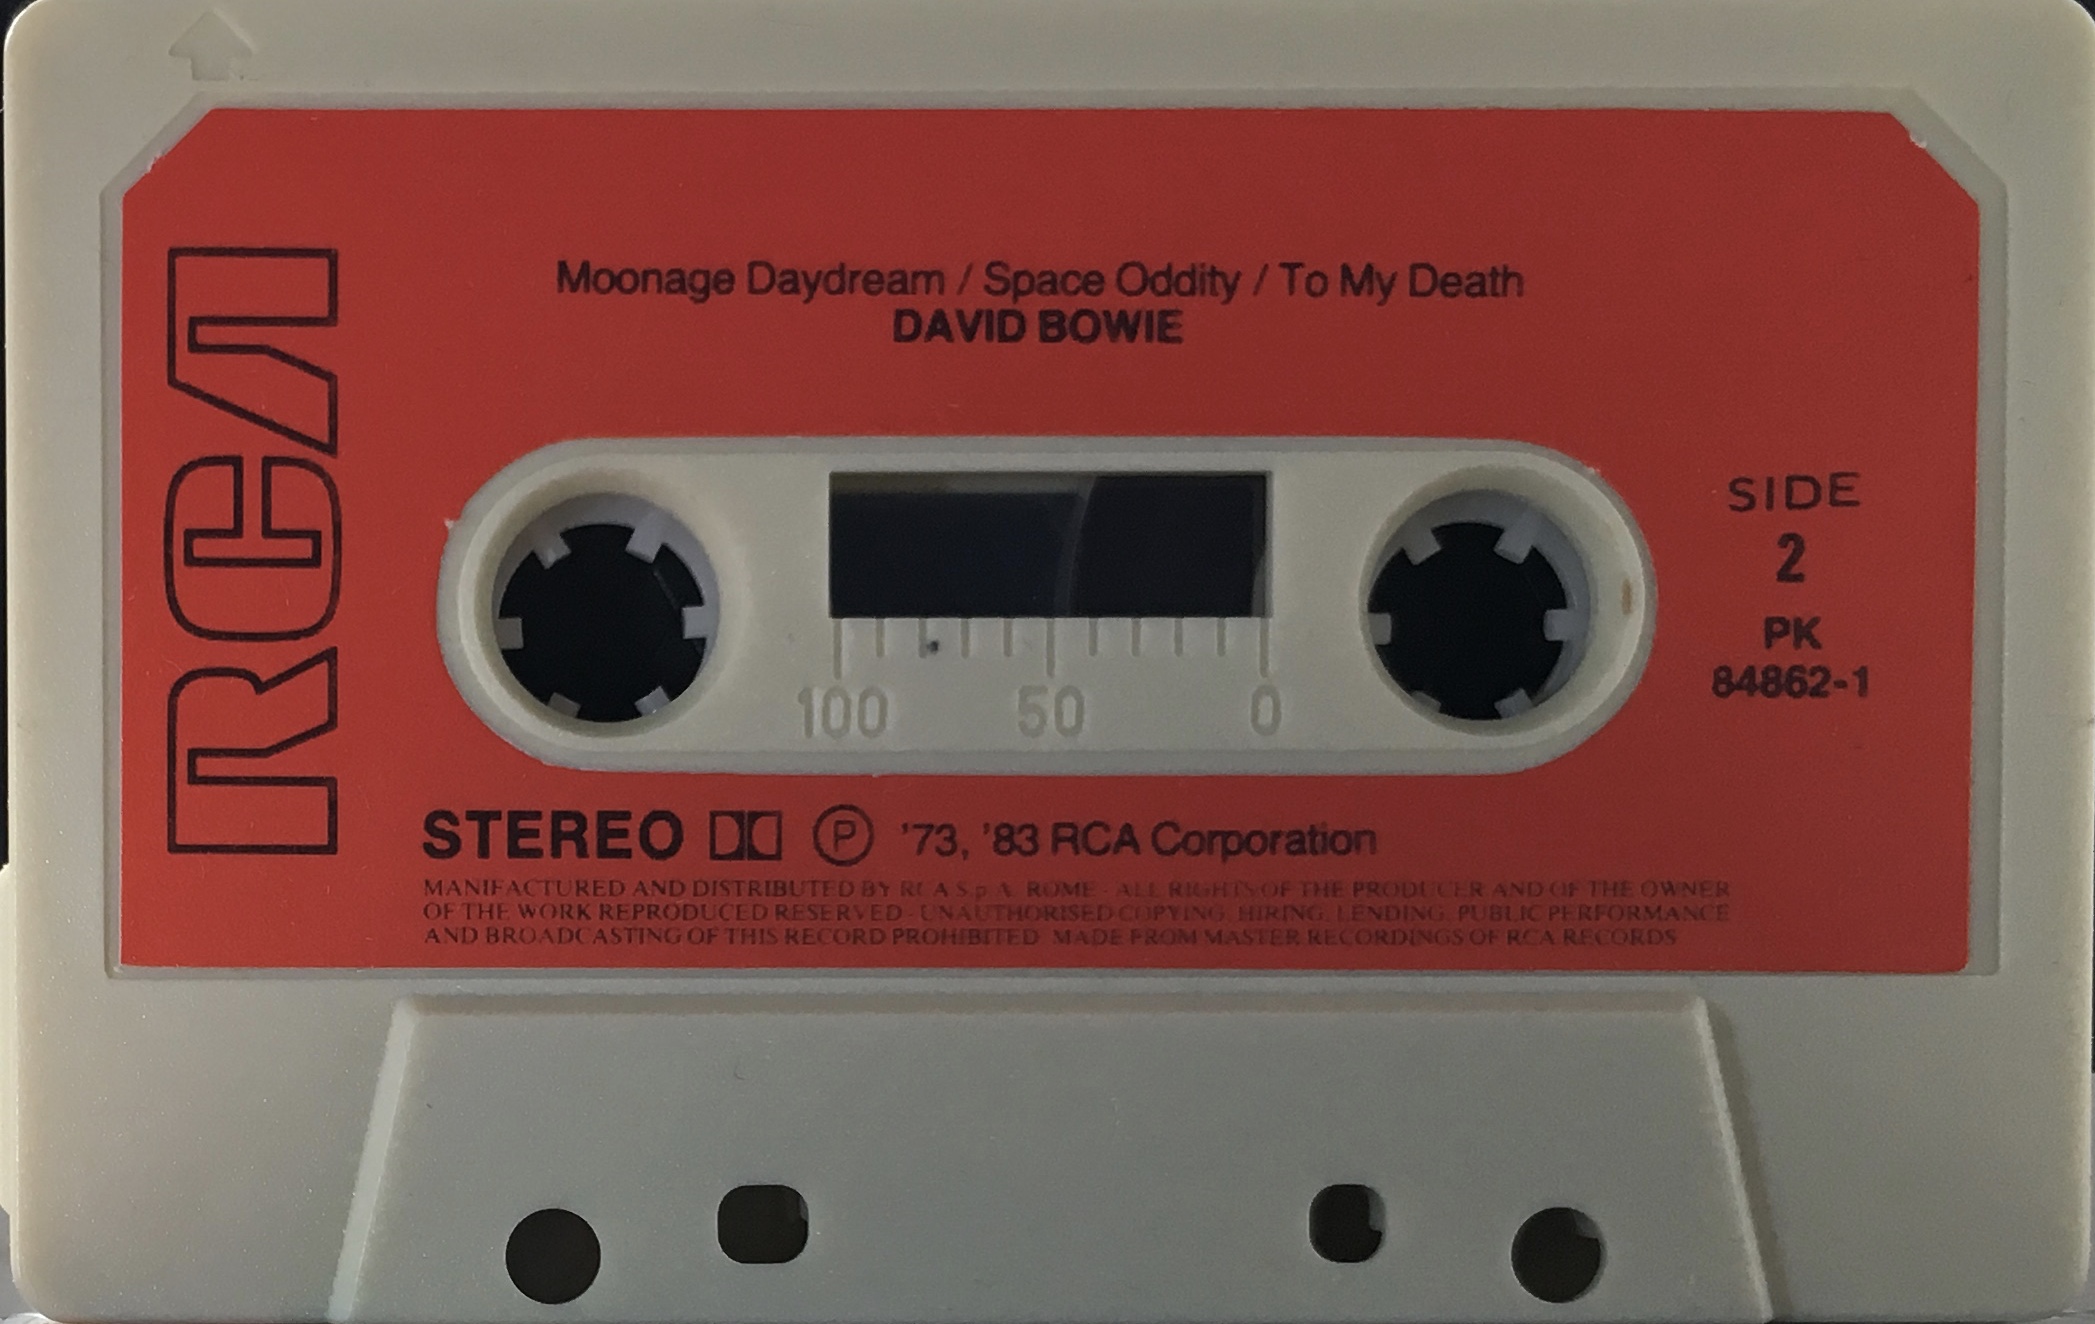 RCA
Moonage Daydream / Space Oddity / To My Death
DAVID BOWIE
SIDE
2
PK
84862-1
100 50 0
STEREO Ⓟ '73, '83 RCA Corporation
MANIFACTURED AND DISTRIBUTED BY RCA S.p.A. ROME - ALL RIGHTS OF THE PRODUCER AND OF THE OWNER
OF THE WORK REPRODUCED RESERVED - UNAUTHORISED COPYING, HIRING, LENDING, PUBLIC PERFORMANCE
AND BROADCASTING OF THIS RECORD PROHIBITED MADE FROM MASTER RECORDINGS OF RCA RECORDS